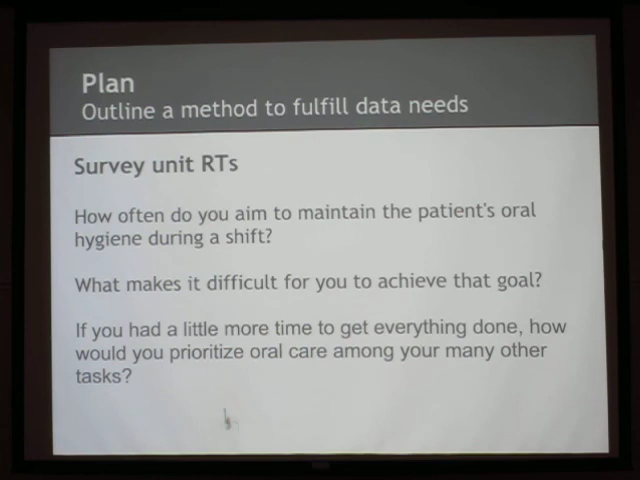 Plan
Outline a method to fulfill data needs
Survey unit RTs
How often do you aim to maintain the patient's oral
hygiene during a shift?
What makes it difficult for you to achieve that goal?
If you had a little more time to get everything done, how
would you prioritize oral care among your many other
tasks?